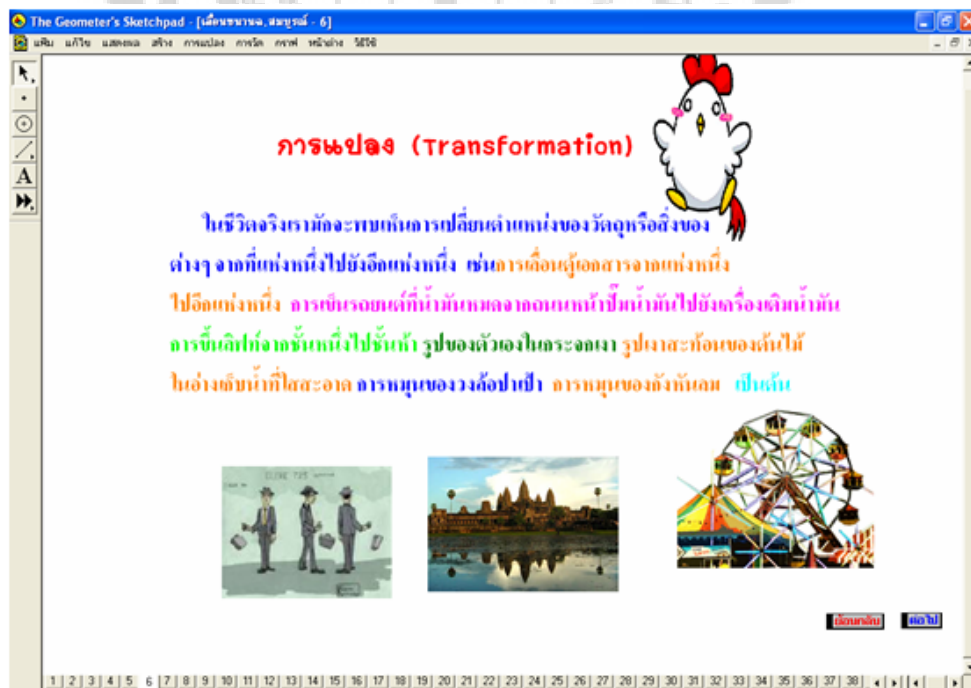 The Geometer's Sketchpad - [เลื่อนขนาน,สมบูรณ์ - 6]
แฟ้ม แก้ไข แสดงผล สร้าง การแปลง การวัด กราฟ หน้าต่าง วิธีใช้
A
การแปลง (Transformation)
ในชีวิตจริงเรามักจะพบเห็นการเปลี่ยนตำแหน่งของวัตถุหรือสิ่งของ
ต่างๆ จากที่แห่งหนึ่งไปยังอีกแห่งหนึ่ง เช่นการเลื่อนตู้เอกสารจากแห่งหนึ่ง
ไปอีกแห่งหนึ่ง การเข็นรถยนต์ที่น้ำมันหมดจากถนนหน้าปั๊มน้ำมันไปยังเครื่องเติมน้ำมัน
การขึ้นลิฟท์จากชั้นหนึ่งไปชั้นห้า รูปของตัวเองในกระจกเงา รูปเงาสะท้อนของต้นไม้
ในอ่างเก็บน้ำที่ใสสะอาด การหมุนของวงล้อปาเป้า การหมุนของกังหันลม เป็นต้น
ย้อนกลับ ต่อไป
1 2 3 4 5 6 7 8 9 10 11 12 13 14 15 16 17 18 19 20 21 22 23 24 25 26 27 28 29 30 31 32 33 34 35 36 37 38